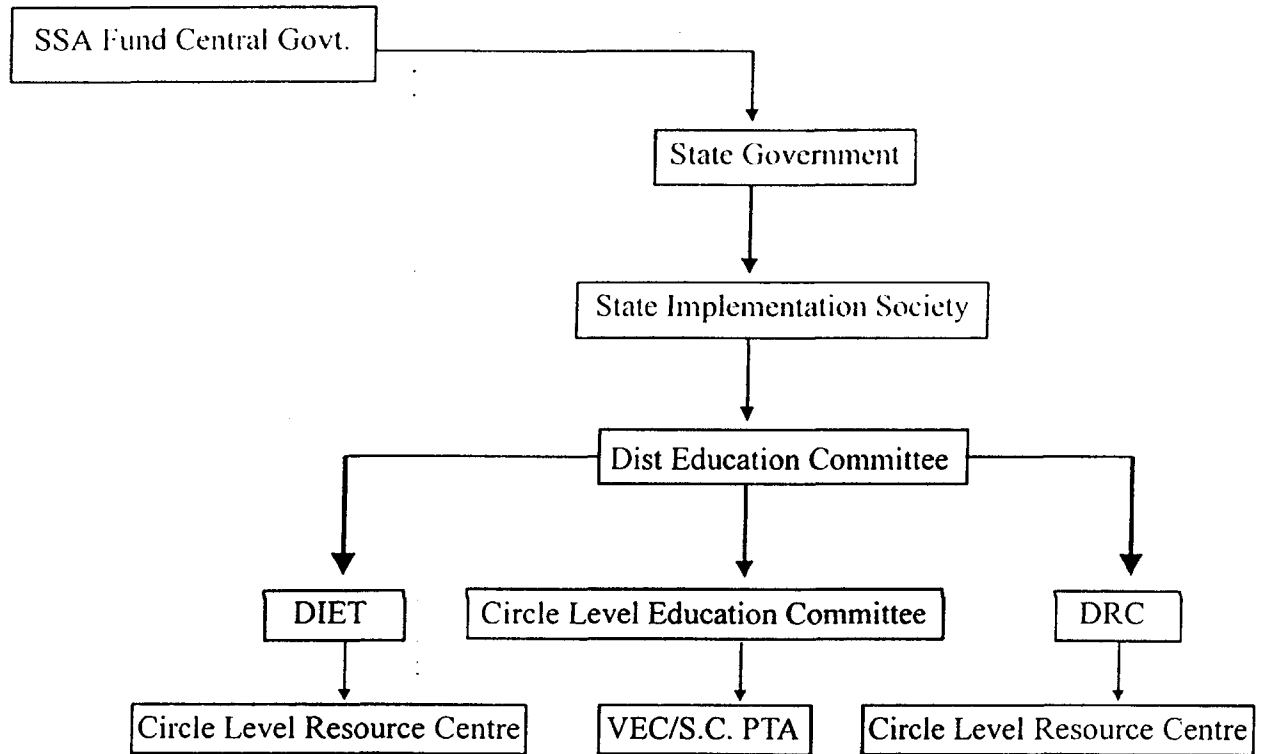 SSA Fund Central Govt.
State Government
State Implementation Society
Dist Education Committee
DIET
Circle Level Education Committee
DRC
Circle Level Resource Centre
VEC/S.C. PTA
Circle Level Resource Centre